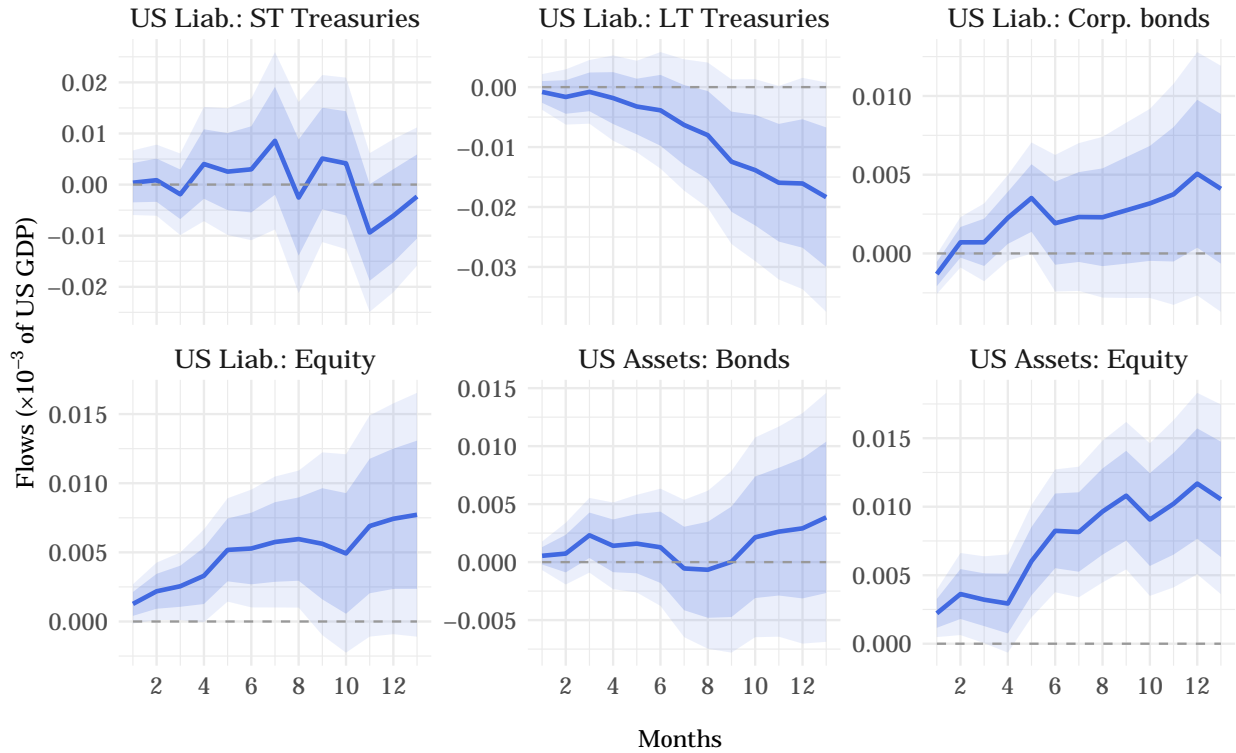 US Liab.: ST Treasuries
US Liab.: LT Treasuries
US Liab.: Corp. bonds
0.02
0.01
0.00
−0.01
−0.02
0.00
−0.01
−0.02
−0.03
0.010
0.005
0.000
US Liab.: Equity
US Assets: Bonds
US Assets: Equity
0.015
0.010
0.005
0.000
0.015
0.010
0.005
0.000
−0.005
0.015
0.010
0.005
0.000
2 4 6 8 10 12
2 4 6 8 10 12
2 4 6 8 10 12
Flows (×10⁻³ of US GDP)
Months